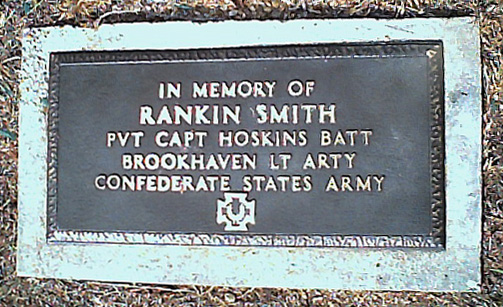 IN MEMORY OF
RANKIN SMITH
PVT CAPT HOSKINS BATT
BROOKHAVEN LT ARTY
CONFEDERATE STATES ARMY